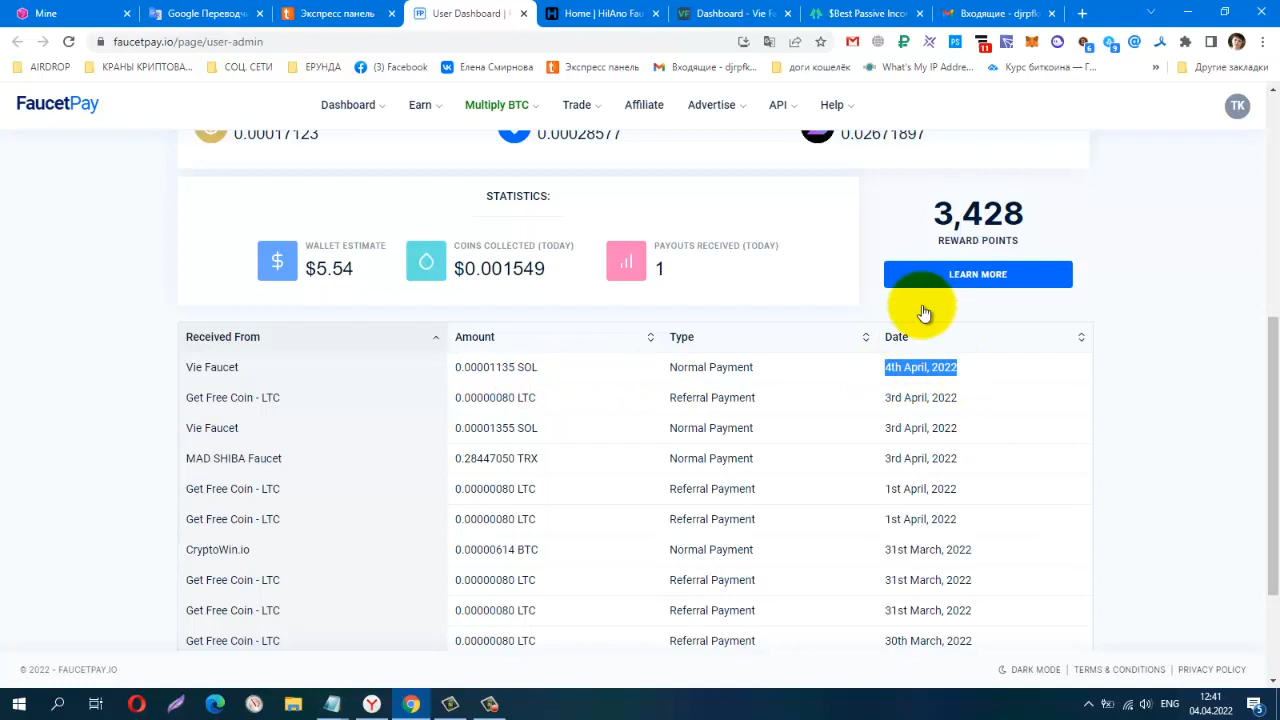 Mine
Google Переводчи
Экспресс панель
User Dashboard |
Home | HilAno Fau
Dashboard - Vie F
$Best Passive Inco
Входящие - djrpfk
faucetpay.io/page/user-admin
AIRDROP
КРАНЫ КРИПТОВА...
СОЦ. СЕТИ
ЕРУНДА
(3) Facebook
Елена Смирнова
Экспресс панель
Входящие - djrpfk...
доги кошелёк
What's My IP Addre...
Курс биткоина — Г...
»
Другие закладки
FaucetPay
Dashboard
Earn
Multiply BTC
Trade
Affiliate
Advertise
API
Help
TK
0.00017123
0.00028577
0.02671897
STATISTICS:
WALLET ESTIMATE
$5.54
COINS COLLECTED (TODAY)
$0.001549
PAYOUTS RECEIVED (TODAY)
1
3,428
REWARD POINTS
LEARN MORE
Received From Amount Type Date
Vie Faucet 0.00001135 SOL Normal Payment 4th April, 2022
Get Free Coin - LTC 0.00000080 LTC Referral Payment 3rd April, 2022
Vie Faucet 0.00001355 SOL Normal Payment 3rd April, 2022
MAD SHIBA Faucet 0.28447050 TRX Normal Payment 3rd April, 2022
Get Free Coin - LTC 0.00000080 LTC Referral Payment 1st April, 2022
Get Free Coin - LTC 0.00000080 LTC Referral Payment 1st April, 2022
CryptoWin.io 0.00000614 BTC Normal Payment 31st March, 2022
Get Free Coin - LTC 0.00000080 LTC Referral Payment 31st March, 2022
Get Free Coin - LTC 0.00000080 LTC Referral Payment 31st March, 2022
Get Free Coin - LTC 0.00000080 LTC Referral Payment 30th March, 2022
© 2022 - FAUCETPAY.IO
DARK MODE | TERMS & CONDITIONS | PRIVACY POLICY
ENG
12:41
04.04.2022